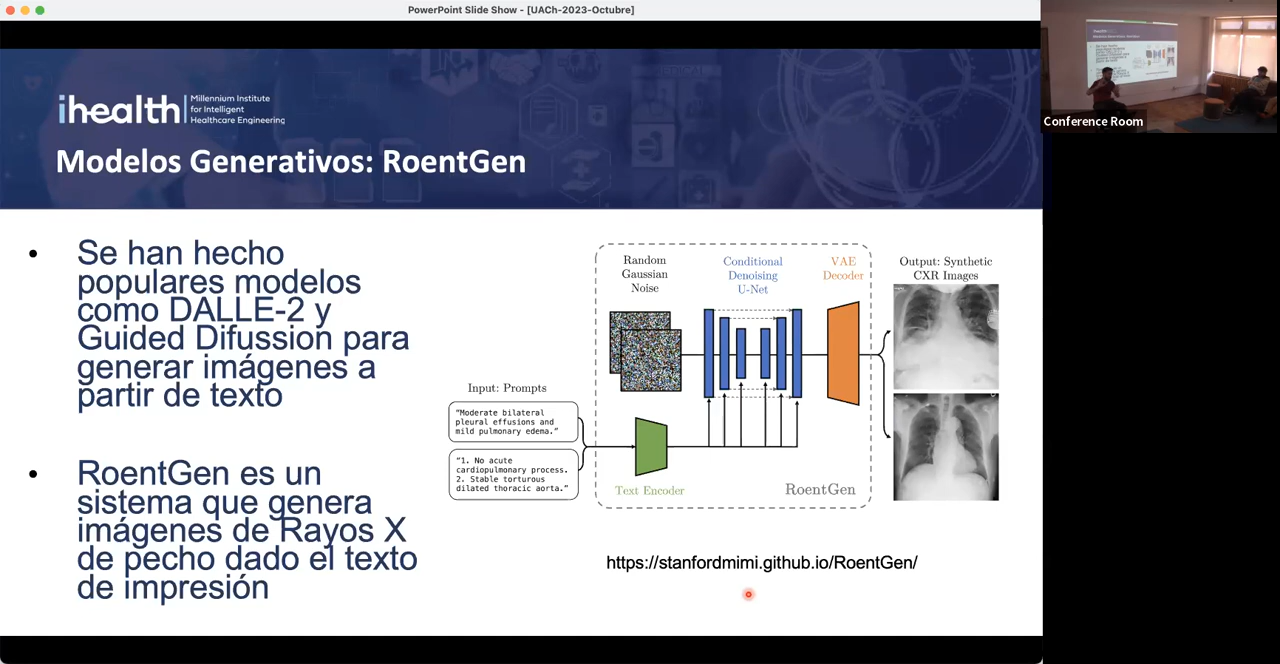 PowerPoint Slide Show - [UACh-2023-Octubre]
ihealth
Millennium Institute
for Intelligent
Healthcare Engineering
Modelos Generativos: RoentGen
• Se han hecho
populares modelos
como DALLE-2 y
Guided Difussion para
generar imágenes a
partir de texto
• RoentGen es un
sistema que genera
imágenes de Rayos X
de pecho dado el texto
de impresión
Input: Prompts
"Moderate bilateral
pleural effusions and
mild pulmonary edema."
"1. No acute
cardiopulmonary process.
2. Stable torturous
dilated thoracic aorta."
Random
Gaussian
Noise
Conditional
Denoising
U-Net
VAE
Decoder
Text Encoder
RoentGen
Output: Synthetic
CXR Images
https://stanfordmimi.github.io/RoentGen/
Conference Room